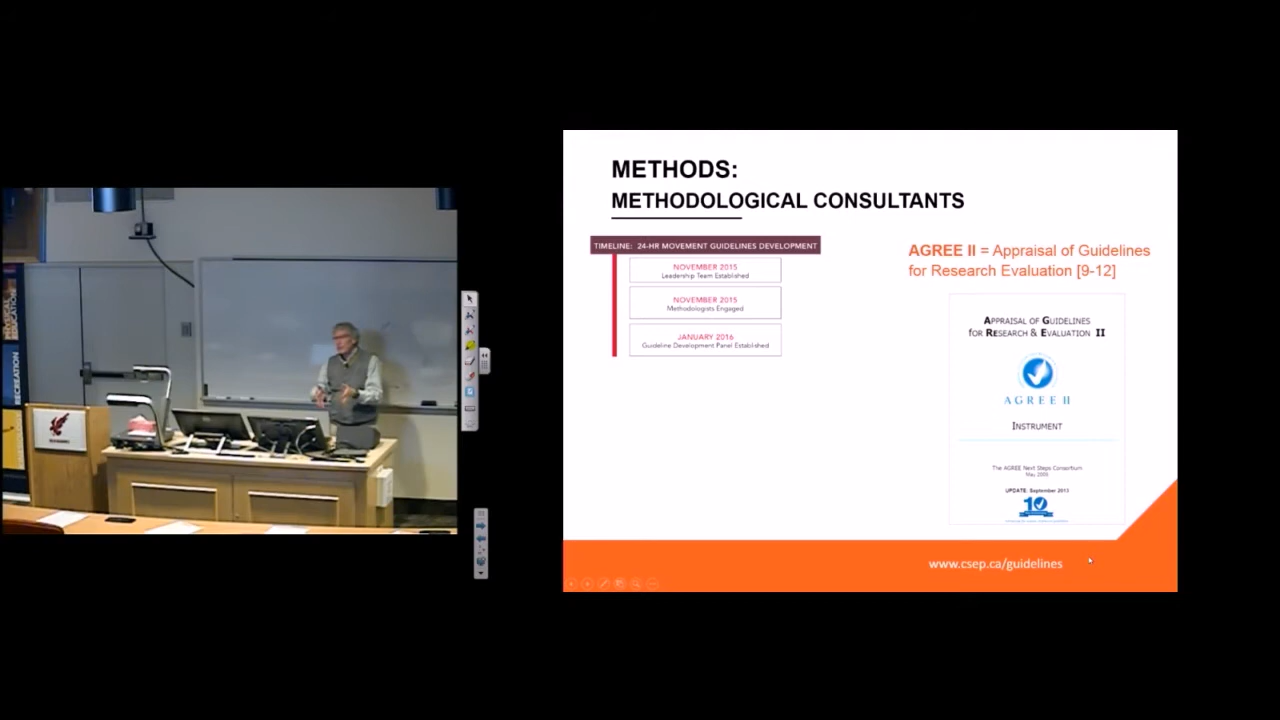 METHODS:
METHODOLOGICAL CONSULTANTS
TIMELINE: 24-HR MOVEMENT GUIDELINES DEVELOPMENT
NOVEMBER 2015
Leadership Team Established
NOVEMBER 2015
Methodologists Engaged
JANUARY 2016
Guideline Development Panel Established
AGREE II = Appraisal of Guidelines
for Research Evaluation [9-12]
APPRAISAL OF GUIDELINES
FOR RESEARCH & EVALUATION II
AGREE II
INSTRUMENT
The AGREE Next Steps Consortium
May 2009
UPDATE, September 2013
10
www.csep.ca/guidelines
RECREATION